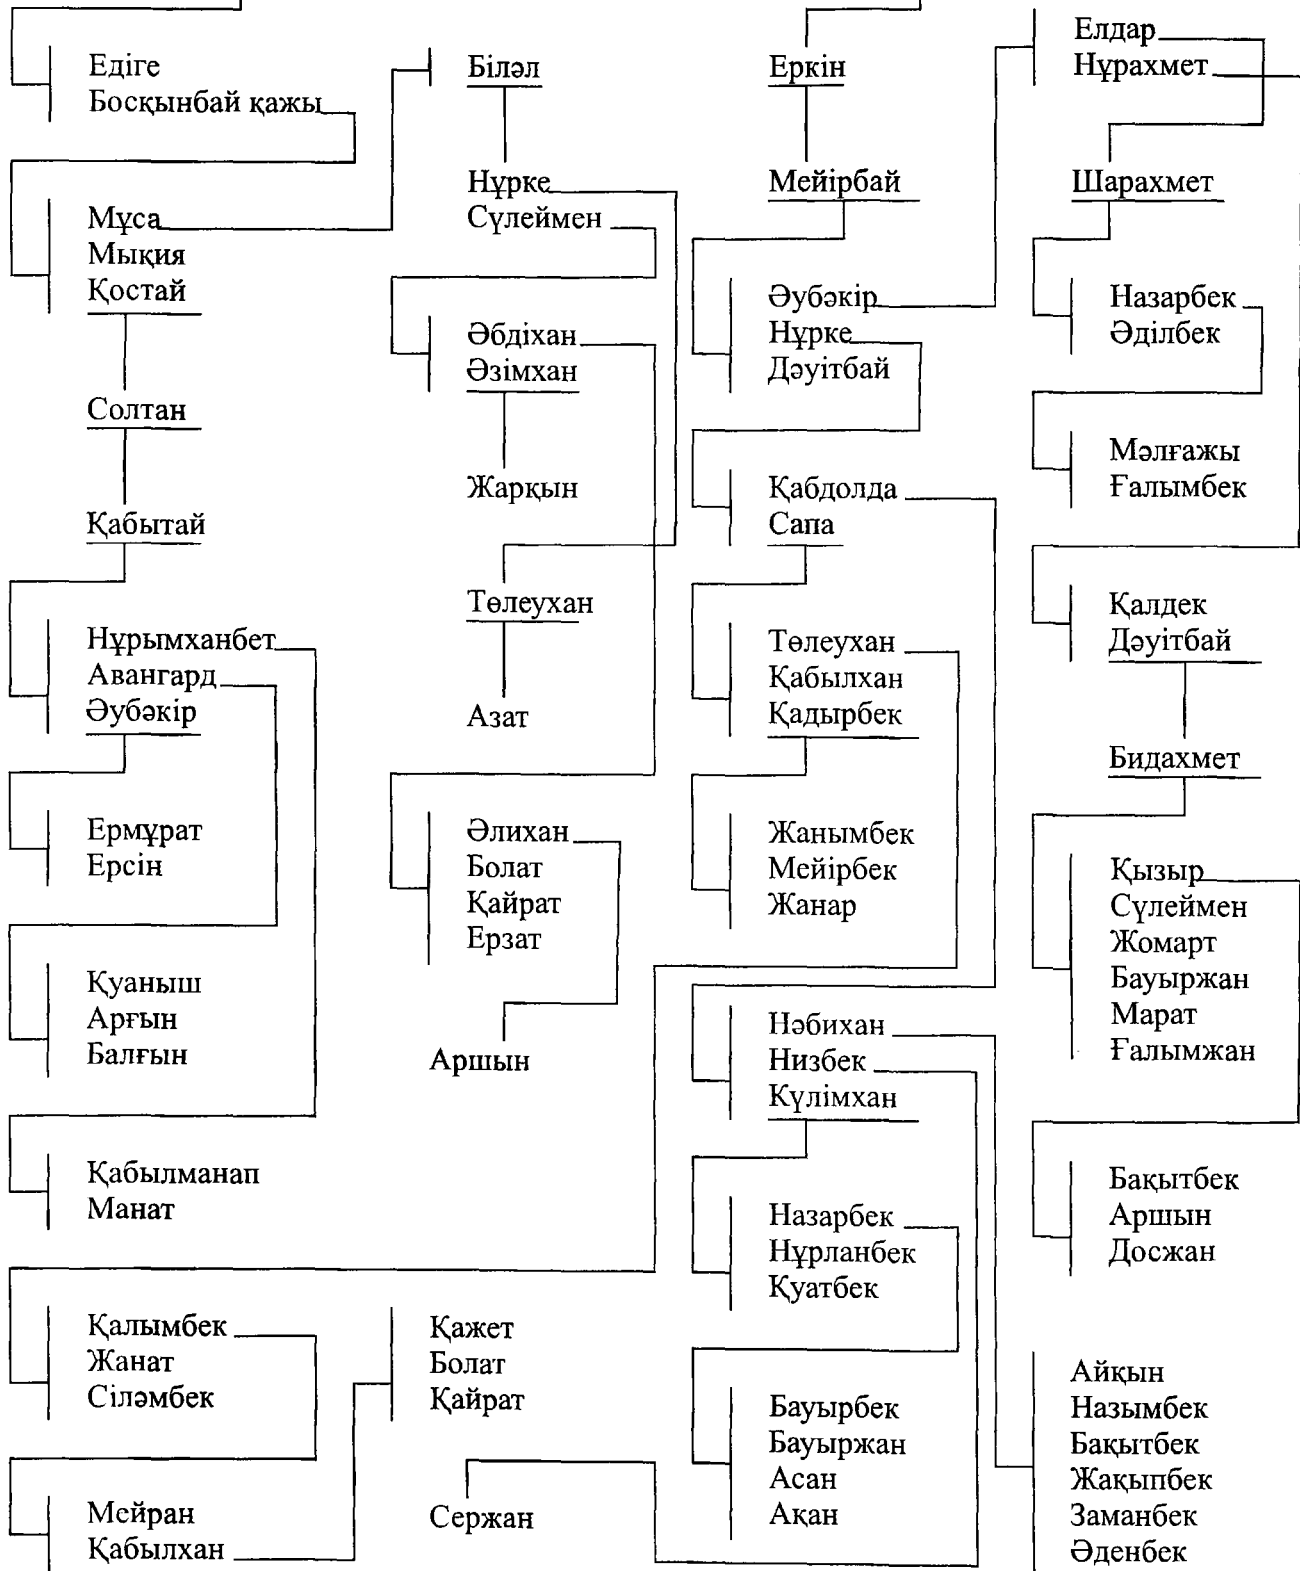 Едіге
Босқынбай қажы
Мұса
Мықия
Қостай
Солтан
Қабытай
Нұрымханбет
Авангард
Әубәкір
Ермұрат
Ерсін
Қуаныш
Арғын
Балғын
Қабылманап
Манат
Қалымбек
Жанат
Сіләмбек
Мейран
Қабылхан
Біләл
Нұрке
Сүлеймен
Әбдіхан
Әзімхан
Жарқын
Төлеухан
Азат
Әлихан
Болат
Қайрат
Ерзат
Аршын
Қажет
Болат
Қайрат
Сержан
Еркін
Мейірбай
Әубәкір
Нұрке
Дәуітбай
Қабдолда
Сапа
Төлеухан
Қабылхан
Қадырбек
Жанымбек
Мейірбек
Жанар
Нәбихан
Низбек
Күлімхан
Назарбек
Нұрланбек
Қуатбек
Бауырбек
Бауыржан
Асан
Ақан
Елдар
Нұрахмет
Шарахмет
Назарбек
Әділбек
Мәлғажы
Ғалымбек
Қалдек
Дәуітбай
Бидахмет
Қызыр
Сүлеймен
Жомарт
Бауыржан
Марат
Ғалымжан
Бақытбек
Аршын
Досжан
Айқын
Назымбек
Бақытбек
Жақыпбек
Заманбек
Әденбек